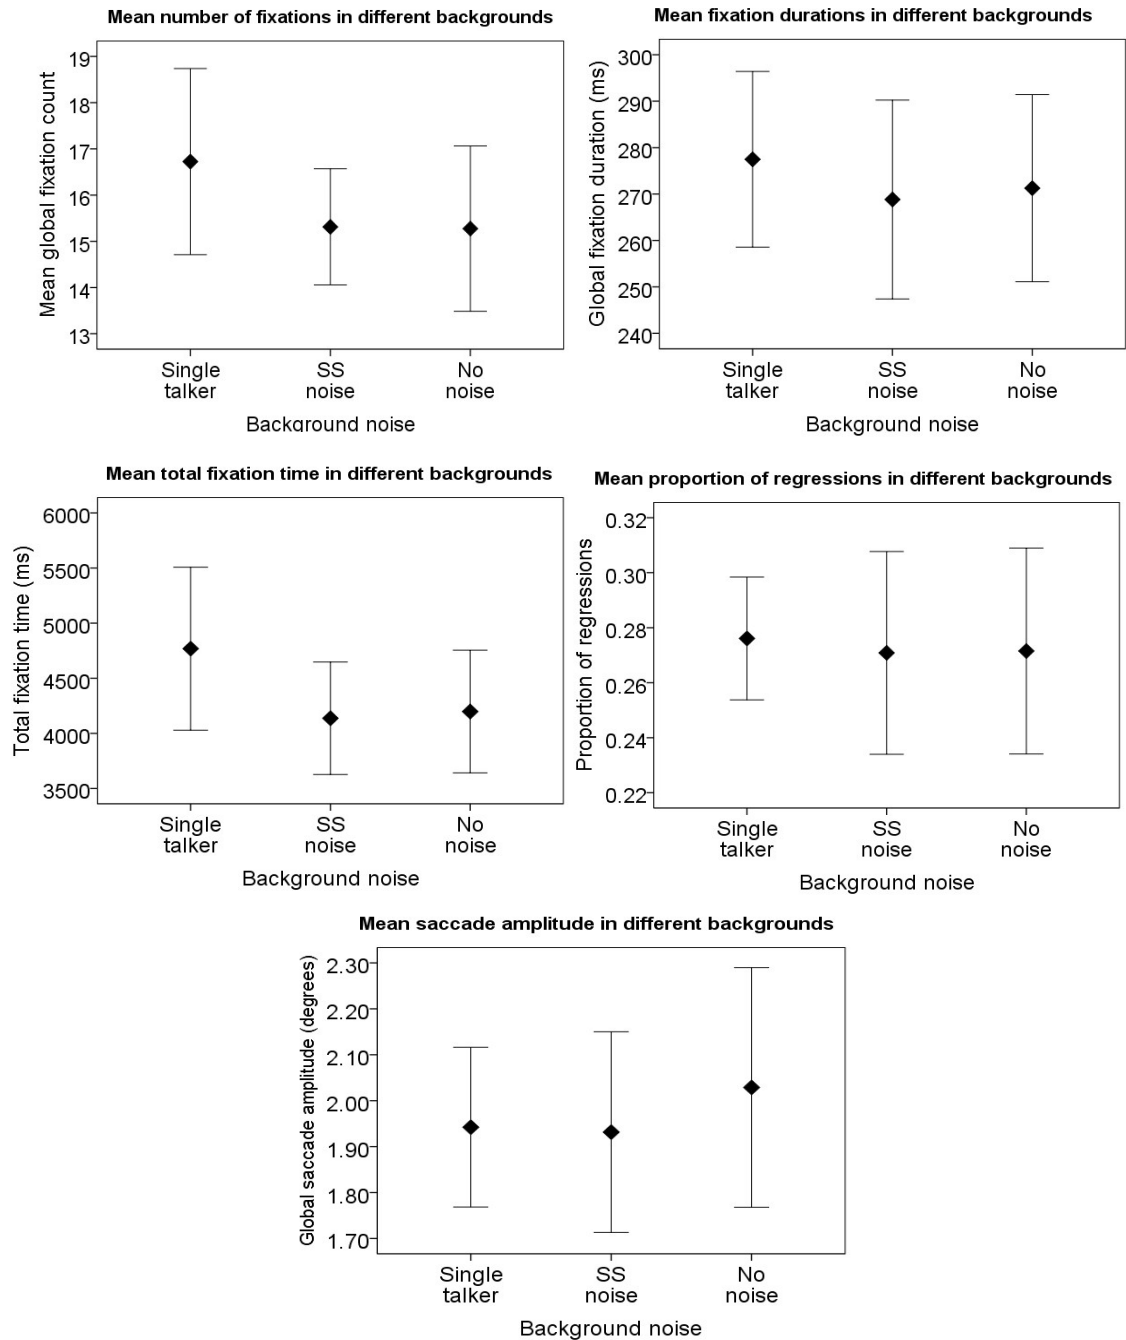 Mean number of fixations in different backgrounds
Mean global fixation count
19
18
17
16
15
14
13
Single talker
SS noise
No noise
Background noise
Mean fixation durations in different backgrounds
Global fixation duration (ms)
300
290
280
270
260
250
240
Single talker
SS noise
No noise
Background noise
Mean total fixation time in different backgrounds
Total fixation time (ms)
6000
5500
5000
4500
4000
3500
Single talker
SS noise
No noise
Background noise
Mean proportion of regressions in different backgrounds
Proportion of regressions
0.32
0.30
0.28
0.26
0.24
0.22
Single talker
SS noise
No noise
Background noise
Mean saccade amplitude in different backgrounds
Global saccade amplitude (degrees)
2.30
2.20
2.10
2.00
1.90
1.80
1.70
Single talker
SS noise
No noise
Background noise